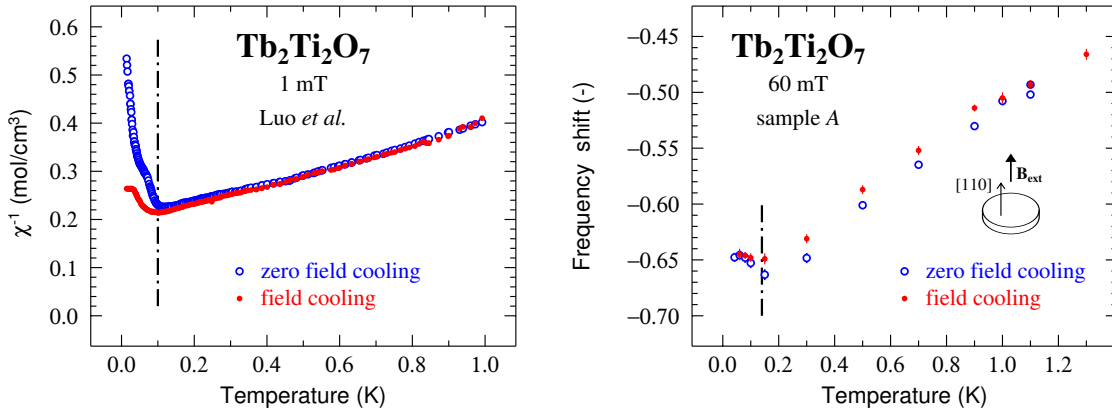 Tb₂Ti₂O₇
1 mT
Luo et al.
zero field cooling
field cooling
χ⁻¹ (mol/cm³)
0.6
0.5
0.4
0.3
0.2
0.1
0.0
0.0 0.2 0.4 0.6 0.8 1.0
Temperature (K)
Tb₂Ti₂O₇
60 mT
sample A
[110]
B_ext
zero field cooling
field cooling
Frequency shift (-)
−0.45
−0.50
−0.55
−0.60
−0.65
−0.70
0.0 0.2 0.4 0.6 0.8 1.0 1.2
Temperature (K)